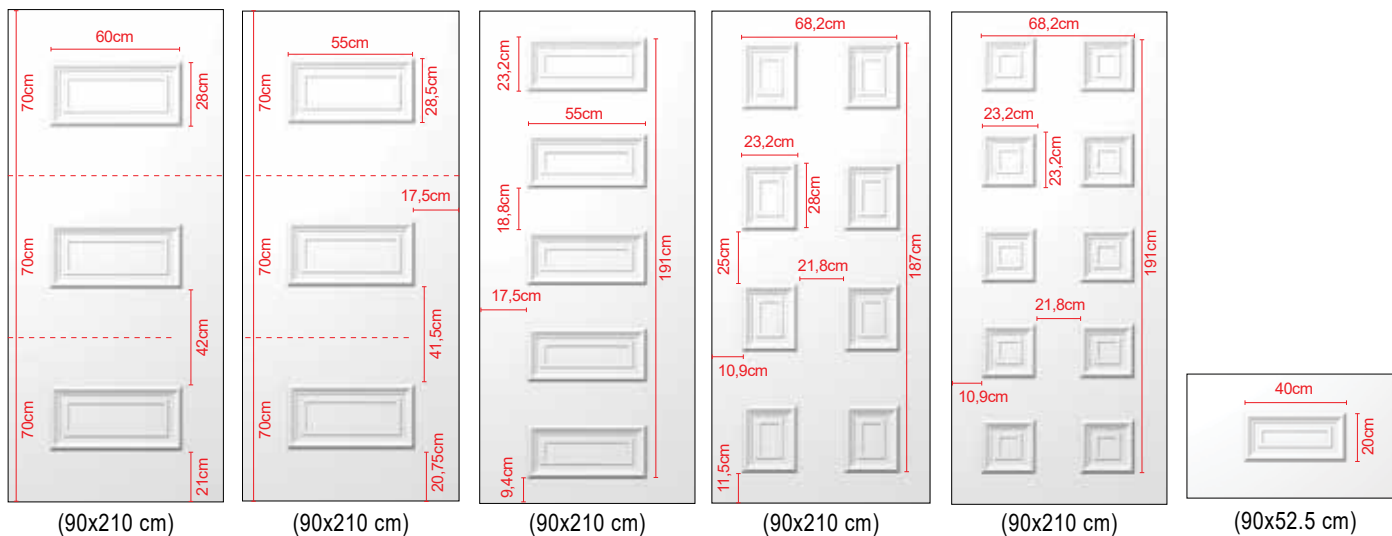 60cm
70cm
28cm
70cm
42cm
70cm
21cm
(90x210 cm)
55cm
70cm
28,5cm
17,5cm
70cm
41,5cm
70cm
20,75cm
(90x210 cm)
23,2cm
55cm
18,8cm
191cm
17,5cm
9,4cm
(90x210 cm)
68,2cm
23,2cm
28cm
25cm
187cm
21,8cm
10,9cm
11,5cm
(90x210 cm)
68,2cm
23,2cm
23,2cm
191cm
21,8cm
10,9cm
(90x210 cm)
40cm
20cm
(90x52.5 cm)